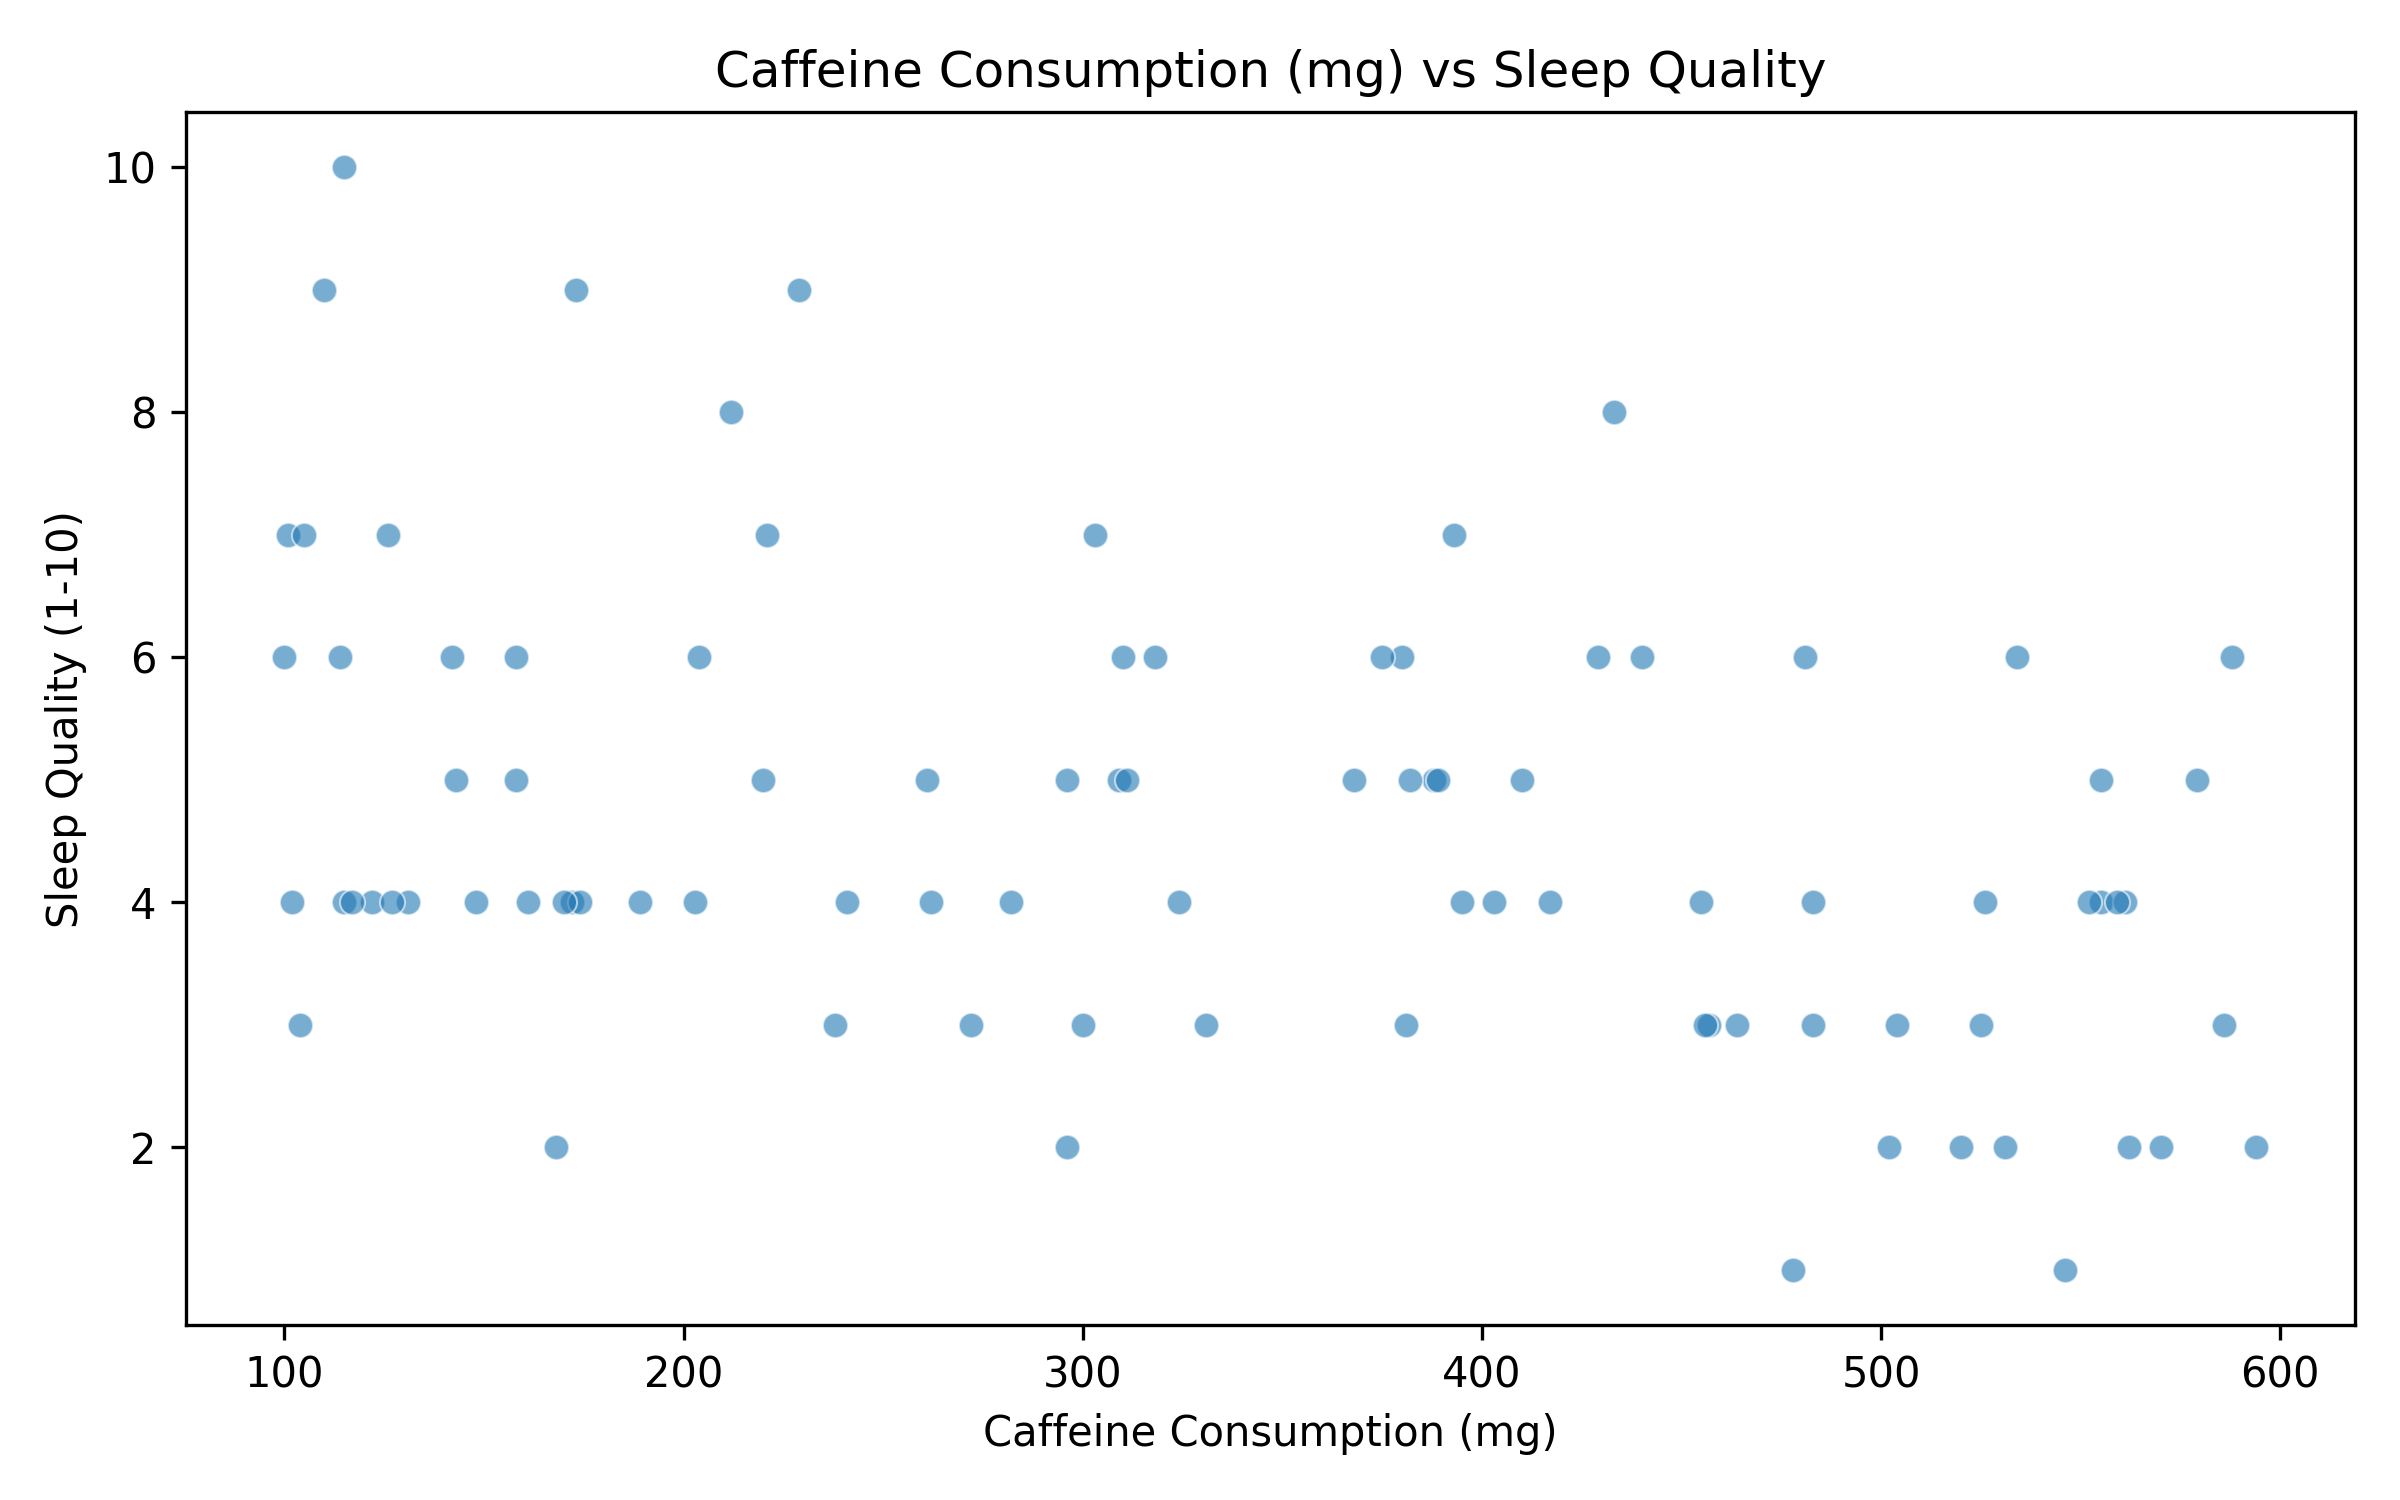 Caffeine Consumption (mg) vs Sleep Quality
10
8
6
4
2
Sleep Quality (1-10)
100 200 300 400 500 600
Caffeine Consumption (mg)